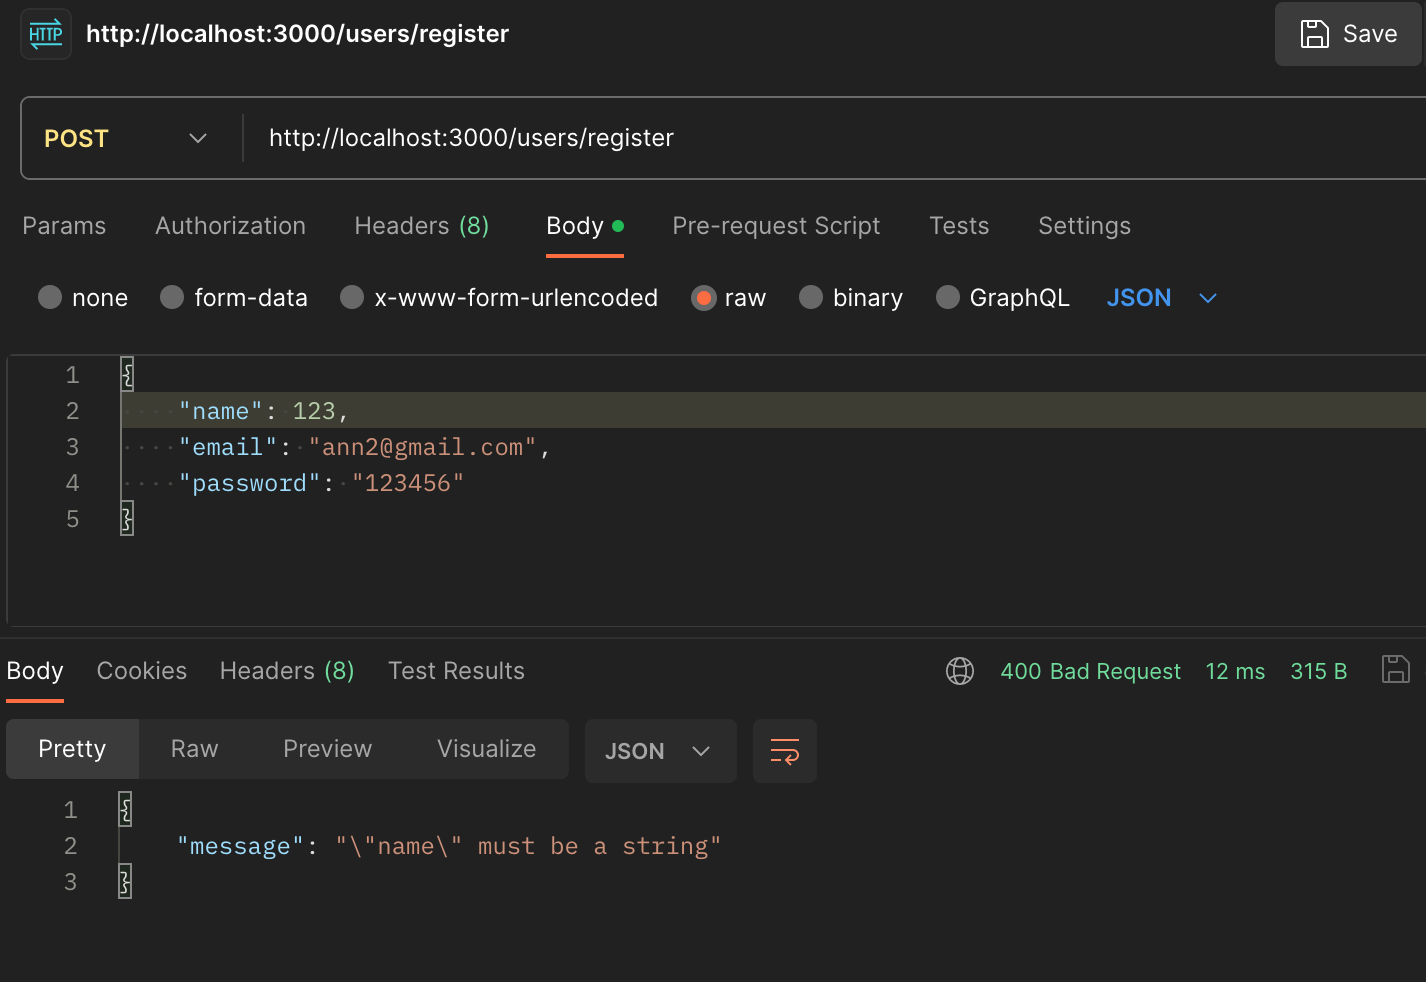 HTTP http://localhost:3000/users/register Save
POST http://localhost:3000/users/register
Params Authorization Headers (8) Body Pre-request Script Tests Settings
none form-data x-www-form-urlencoded raw binary GraphQL JSON
1 {
2 "name": 123,
3 "email": "ann2@gmail.com",
4 "password": "123456"
5 }
Body Cookies Headers (8) Test Results 400 Bad Request 12 ms 315 B
Pretty Raw Preview Visualize JSON
1 {
2 "message": "\"name\" must be a string"
3 }